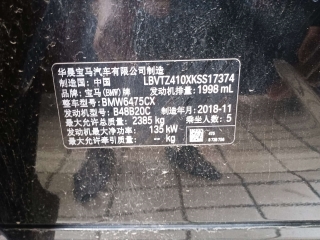 华晨宝马汽车有限公司制造
制造国：中国 LBVTZ410XKSS17374
品牌：宝马(BMW)牌 发动机排量：1998 mL
整车型号：BMW6475CX
发动机型号：B48B20C 制造年月：2018-11
最大允许总质量：2385 kg 乘坐人数：5
发动机最大净功率：135 kW
最大允许牵引质量：-- kg